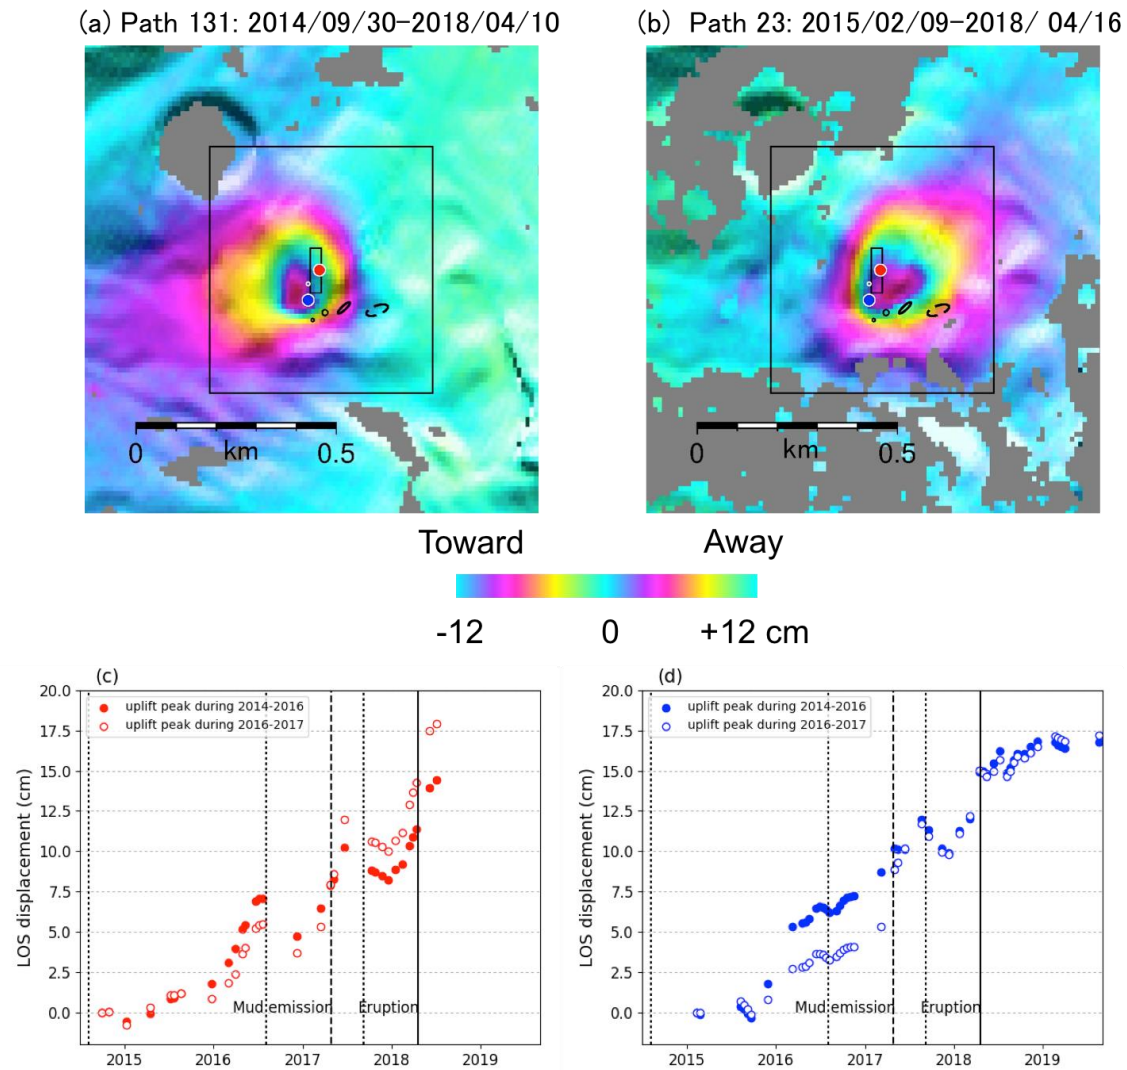 (a) Path 131: 2014/09/30-2018/04/10
(b) Path 23: 2015/02/09-2018/ 04/16
0 km 0.5
0 km 0.5
Toward Away
-12 0 +12 cm
(c)
LOS displacement (cm)
20.0
17.5
15.0
12.5
10.0
7.5
5.0
2.5
0.0
uplift peak during 2014-2016
uplift peak during 2016-2017
Mud emission
Eruption
2015 2016 2017 2018 2019
(d)
LOS displacement (cm)
20.0
17.5
15.0
12.5
10.0
7.5
5.0
2.5
0.0
uplift peak during 2014-2016
uplift peak during 2016-2017
Mud emission
Eruption
2015 2016 2017 2018 2019